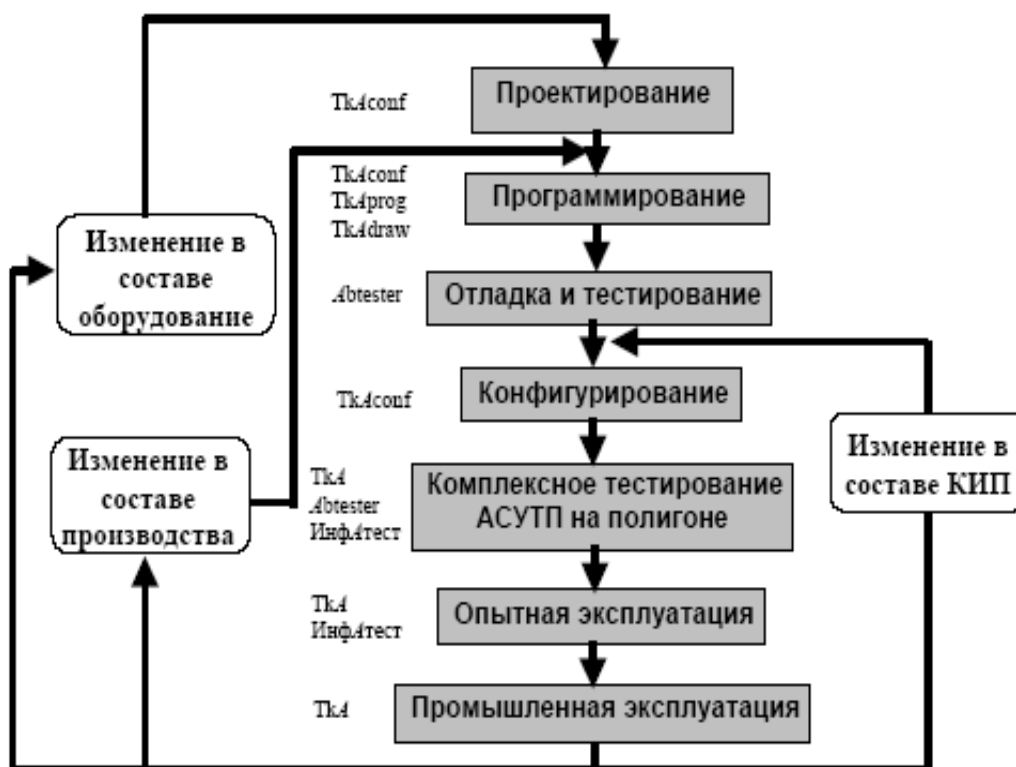 Проектирование
TkAconf
TkAconf
TkAprog
TkAdraw
Программирование
Изменение в
составе
оборудование
Abtester
Отладка и тестирование
TkAconf
Конфигурирование
Изменение в
составе КИП
Изменение в
составе
производства
TkA
Abtester
ИнфАтест
Комплексное тестирование
АСУТП на полигоне
TkA
ИнфАтест
Опытная эксплуатация
TkA
Промышленная эксплуатация